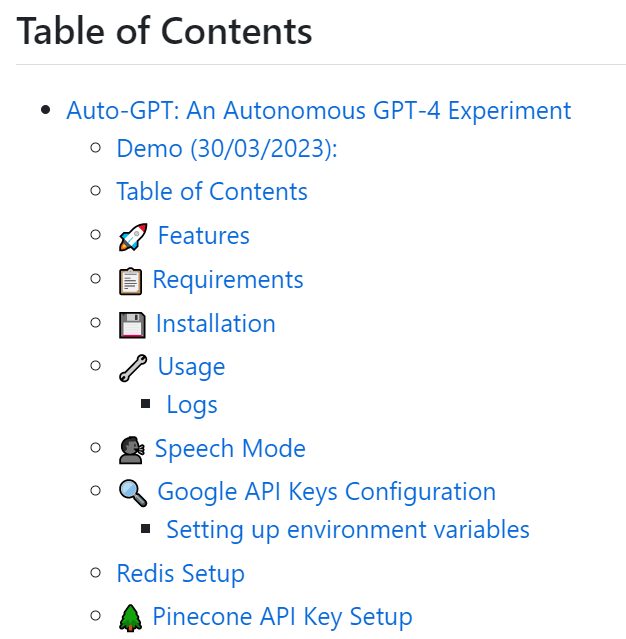 Table of Contents
Auto-GPT: An Autonomous GPT-4 Experiment
Demo (30/03/2023):
Table of Contents
🚀 Features
📋 Requirements
💾 Installation
🔧 Usage
Logs
🗣️ Speech Mode
🔍 Google API Keys Configuration
Setting up environment variables
Redis Setup
🌲 Pinecone API Key Setup